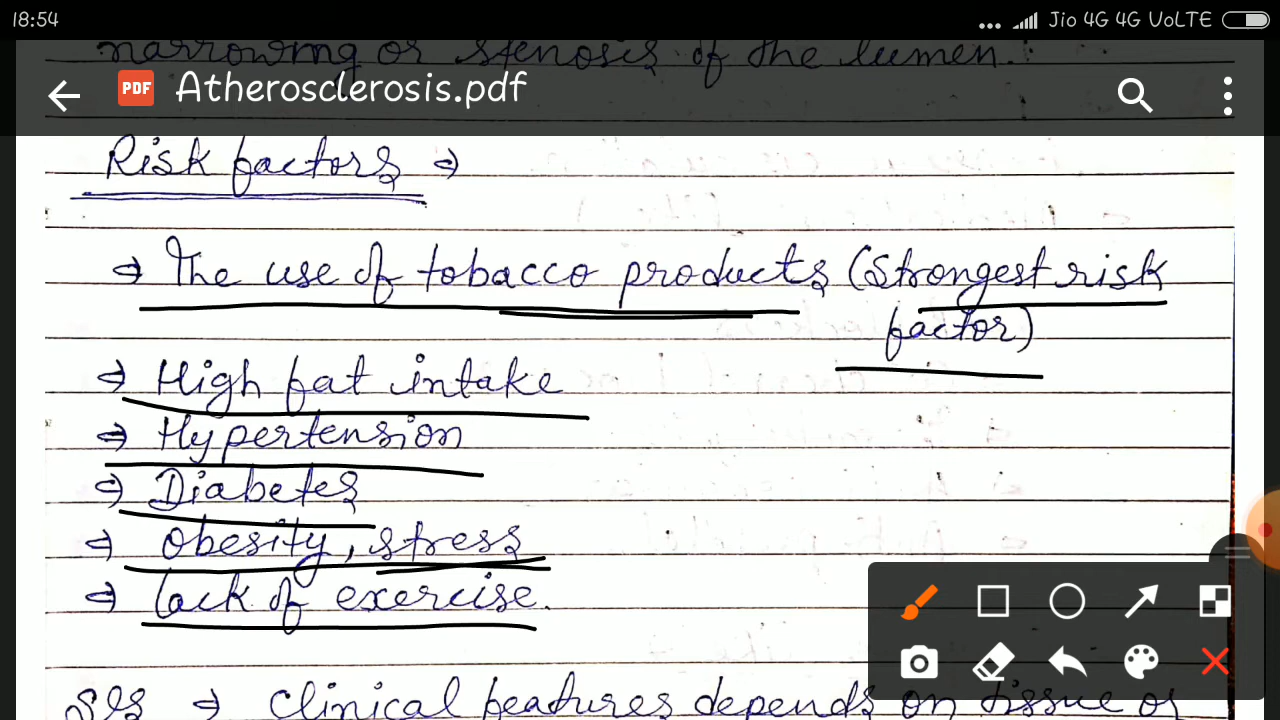 18:54
Jio 4G 4G VoLTE
narrowing or stenosis of the lumen.
PDF Atherosclerosis.pdf
Risk factors ⇒
⇒ The use of tobacco products (strongest risk
factor)
⇒ High fat intake
⇒ Hypertension
⇒ Diabetes
⇒ obesity, stress
⇒ Lack of exercise.
S/S ⇒ Clinical features depends on tissue or